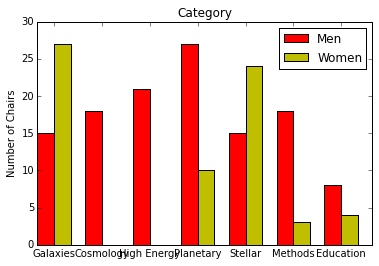 Category
30
25
20
15
10
5
0
Number of Chairs
Men
Women
Galaxies Cosmology High Energy Planetary Stellar Methods Education